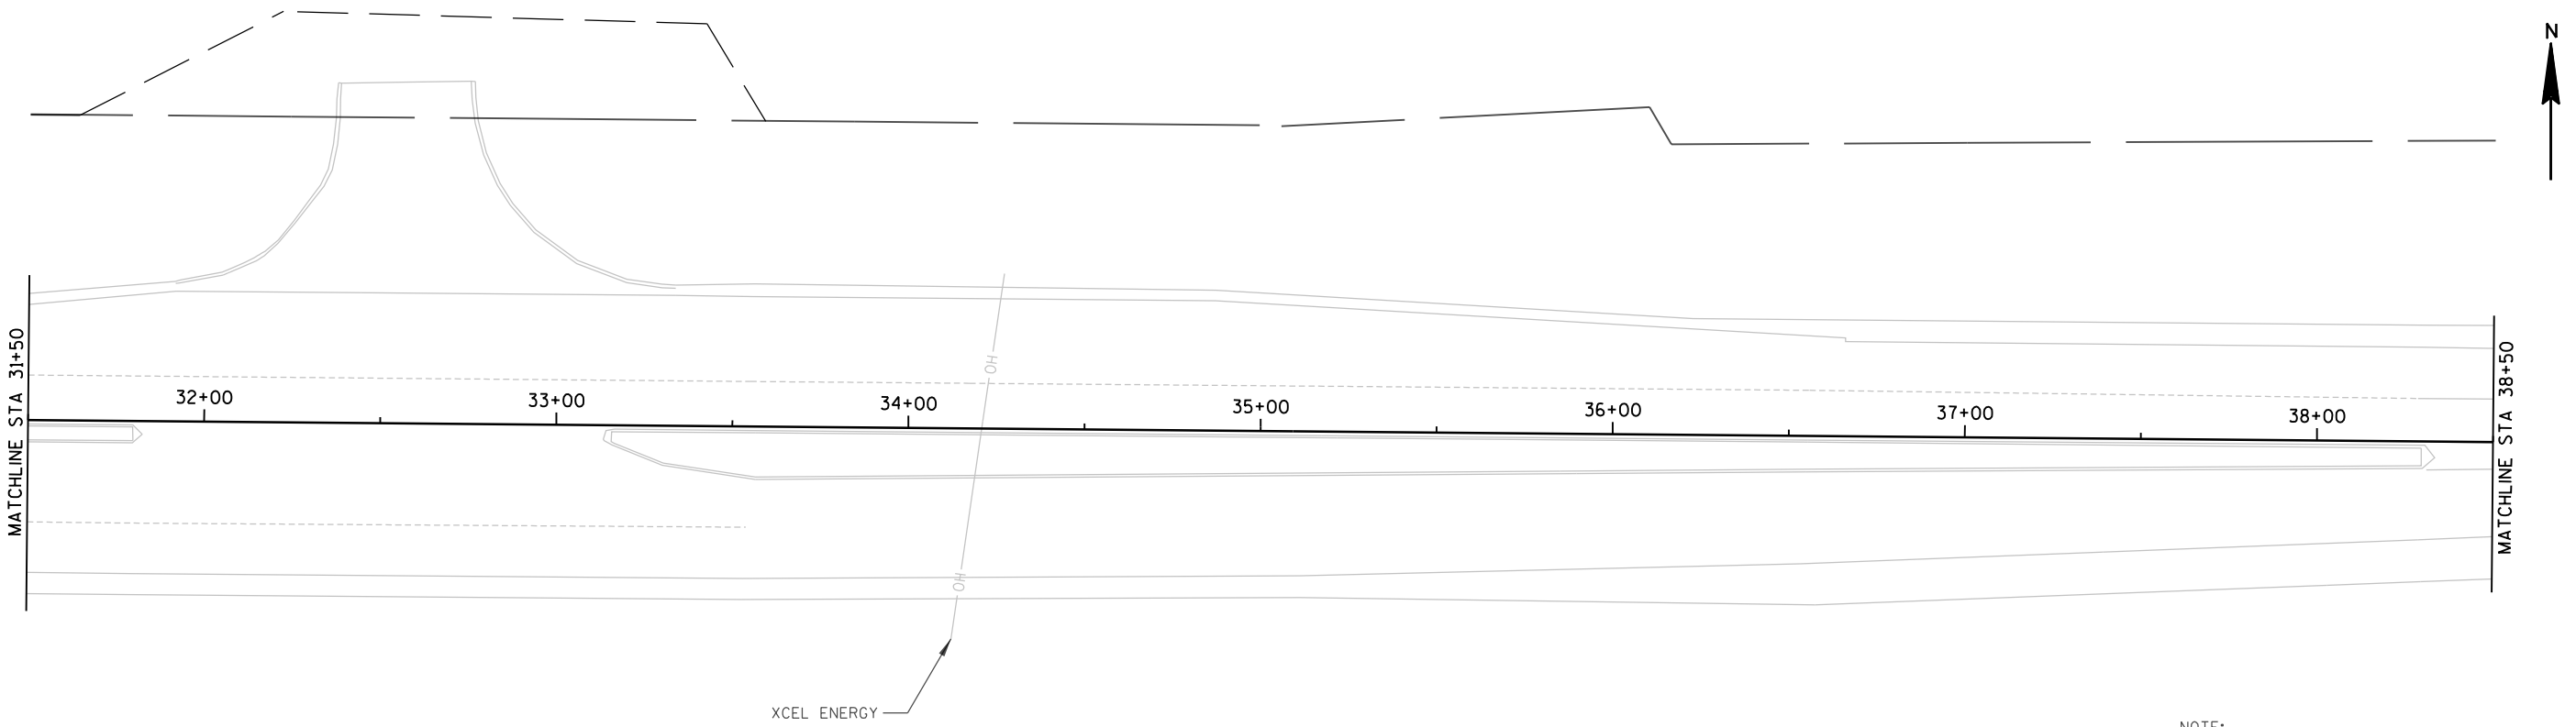 N
MATCHLINE STA 31+50
32+00
33+00
34+00
35+00
36+00
37+00
38+00
MATCHLINE STA 38+50
OH
OH
XCEL ENERGY
NOTE: